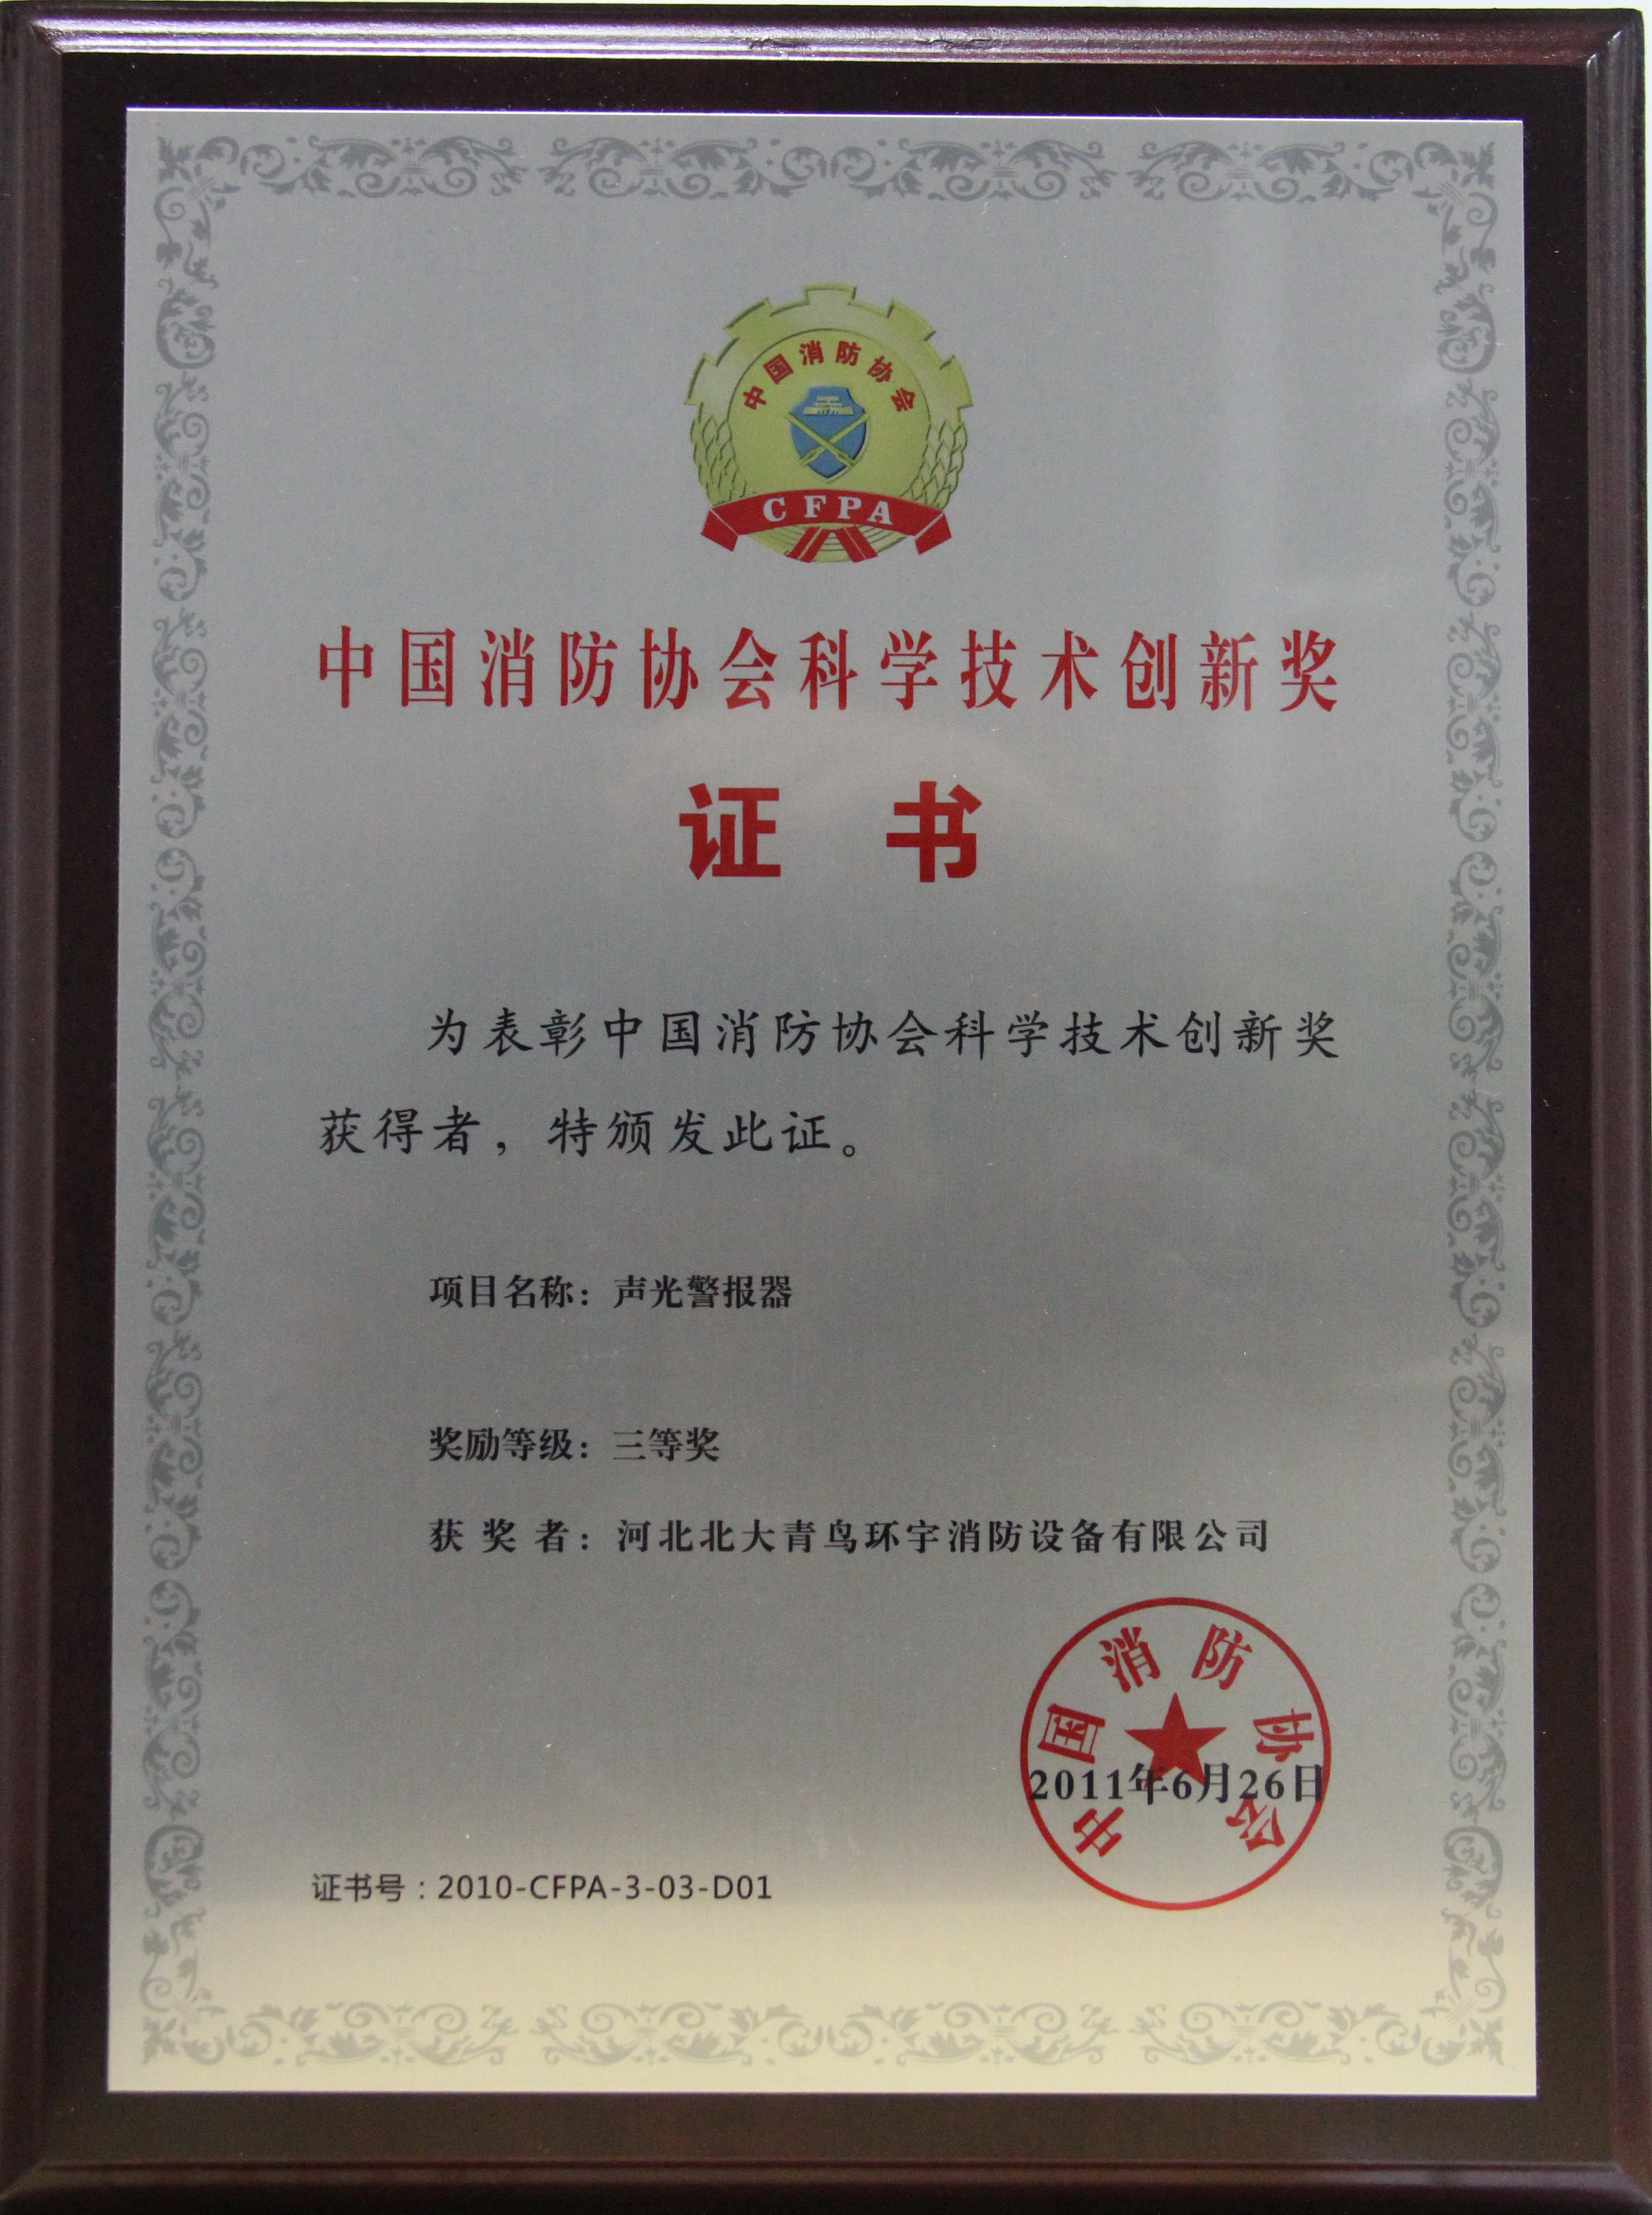 中国消防协会
CFPA
中国消防协会科学技术创新奖
证 书
为表彰中国消防协会科学技术创新奖
获得者，特颁发此证。
项目名称：声光警报器
奖励等级：三等奖
获 奖 者：河北北大青鸟环宇消防设备有限公司
中国消防协会
2011年6月26日
证书号：2010-CFPA-3-03-D01